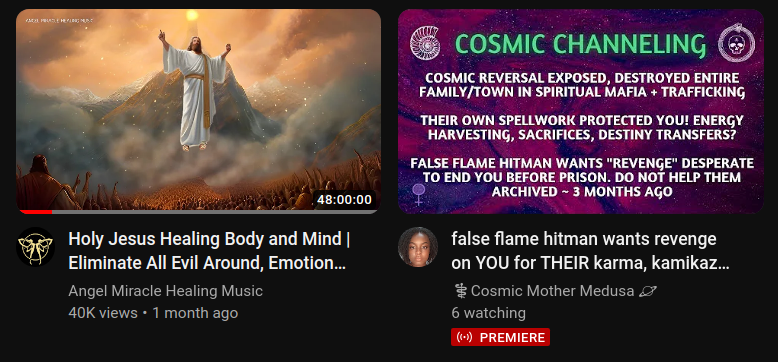 ANGEL MIRACLE HEALING MUSIC
48:00:00
Holy Jesus Healing Body and Mind |
Eliminate All Evil Around, Emotion...
Angel Miracle Healing Music
40K views • 1 month ago
COSMIC CHANNELING
COSMIC REVERSAL EXPOSED, DESTROYED ENTIRE
FAMILY/TOWN IN SPIRITUAL MAFIA + TRAFFICKING
THEIR OWN SPELLWORK PROTECTED YOU! ENERGY
HARVESTING, SACRIFICES, DESTINY TRANSFERS?
FALSE FLAME HITMAN WANTS "REVENGE" DESPERATE
TO END YOU BEFORE PRISON. DO NOT HELP THEM
ARCHIVED ~ 3 MONTHS AGO
false flame hitman wants revenge
on YOU for THEIR karma, kamikaz...
⚕Cosmic Mother Medusa 🪐
6 watching
PREMIERE